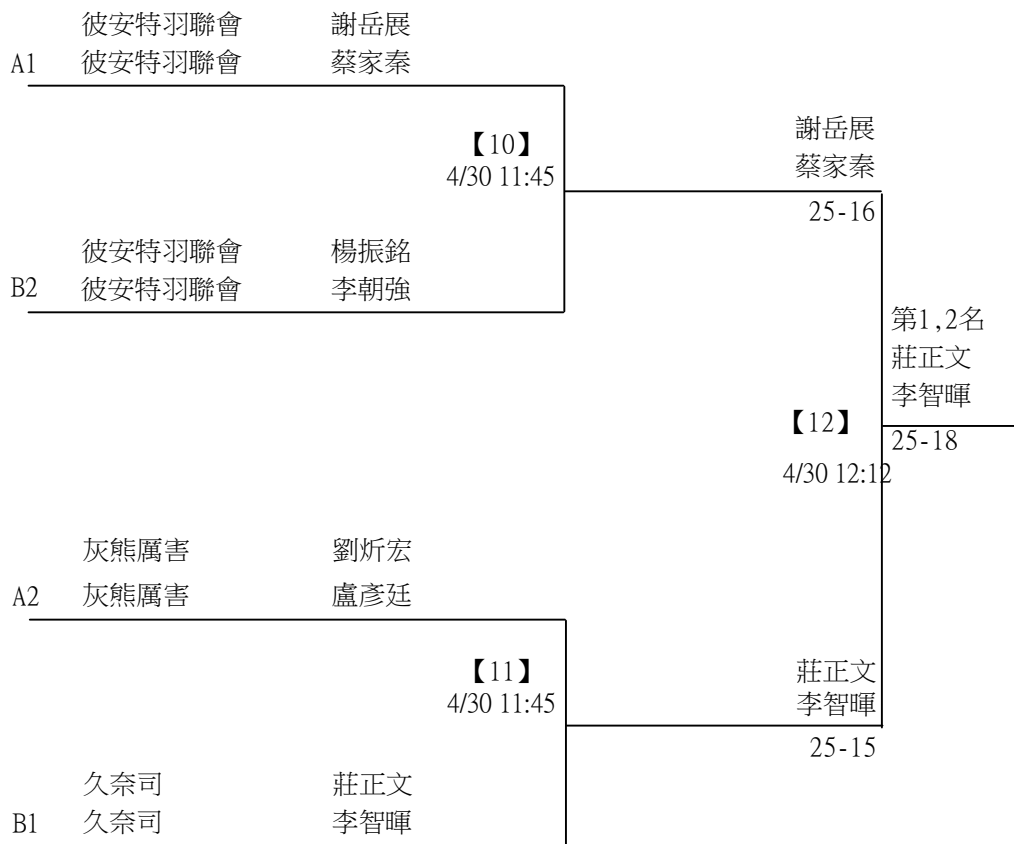 彼安特羽聯會 謝岳展
A1 彼安特羽聯會 蔡家秦
【10】
4/30 11:45
謝岳展
蔡家秦
25-16
彼安特羽聯會 楊振銘
B2 彼安特羽聯會 李朝強
第1,2名
莊正文
李智暉
【12】
25-18
4/30 12:12
灰熊厲害 劉炘宏
A2 灰熊厲害 盧彥廷
【11】
4/30 11:45
莊正文
李智暉
25-15
久奈司 莊正文
B1 久奈司 李智暉